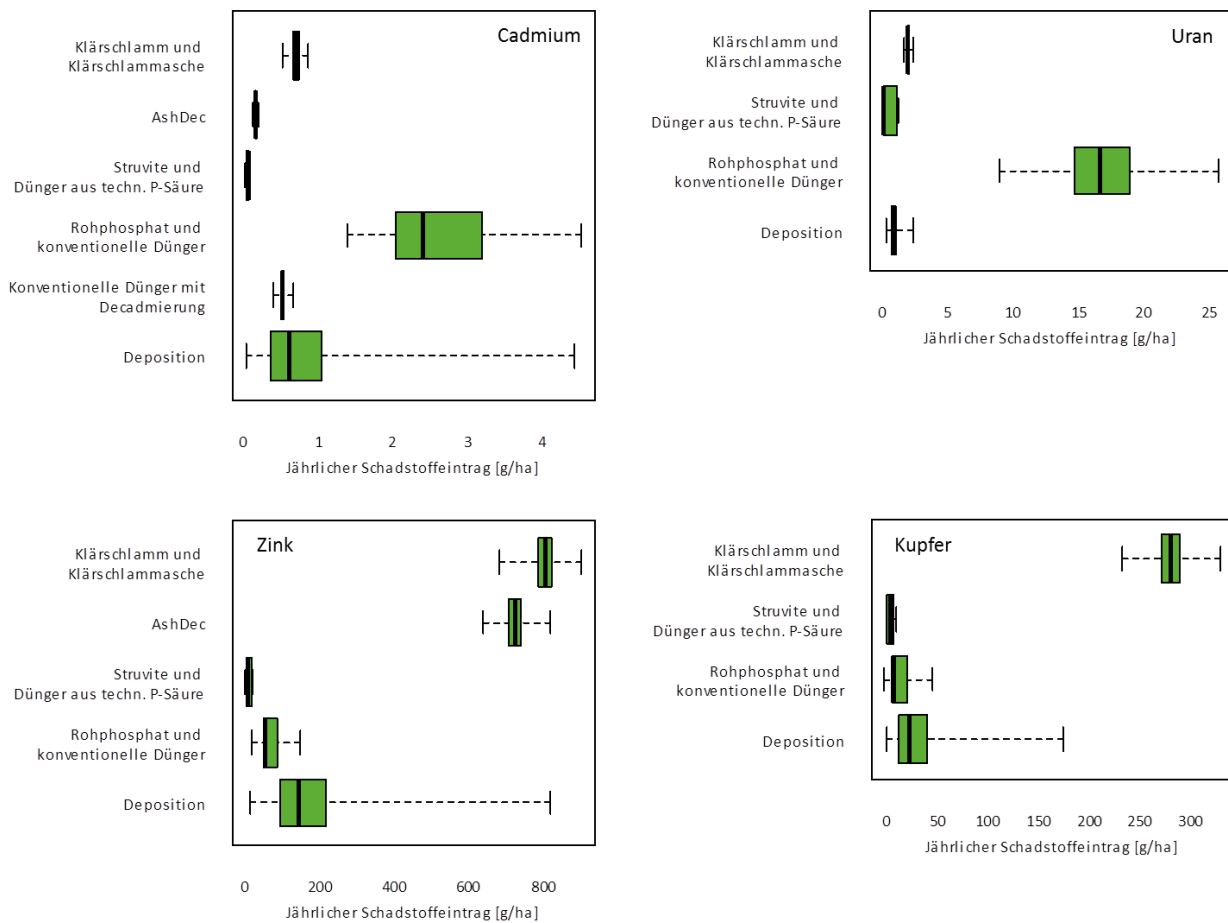 Cadmium
Klärschlamm und
Klärschlammasche
AshDec
Struvite und
Dünger aus techn. P-Säure
Rohphosphat und
konventionelle Dünger
Konventionelle Dünger mit
Decadmierung
Deposition
0 1 2 3 4
Jährlicher Schadstoffeintrag [g/ha]
Uran
Klärschlamm und
Klärschlammasche
Struvite und
Dünger aus techn. P-Säure
Rohphosphat und
konventionelle Dünger
Deposition
0 5 10 15 20 25
Jährlicher Schadstoffeintrag [g/ha]
Zink
Klärschlamm und
Klärschlammasche
AshDec
Struvite und
Dünger aus techn. P-Säure
Rohphosphat und
konventionelle Dünger
Deposition
0 200 400 600 800
Jährlicher Schadstoffeintrag [g/ha]
Kupfer
Klärschlamm und
Klärschlammasche
Struvite und
Dünger aus techn. P-Säure
Rohphosphat und
konventionelle Dünger
Deposition
0 50 100 150 200 250 300
Jährlicher Schadstoffeintrag [g/ha]